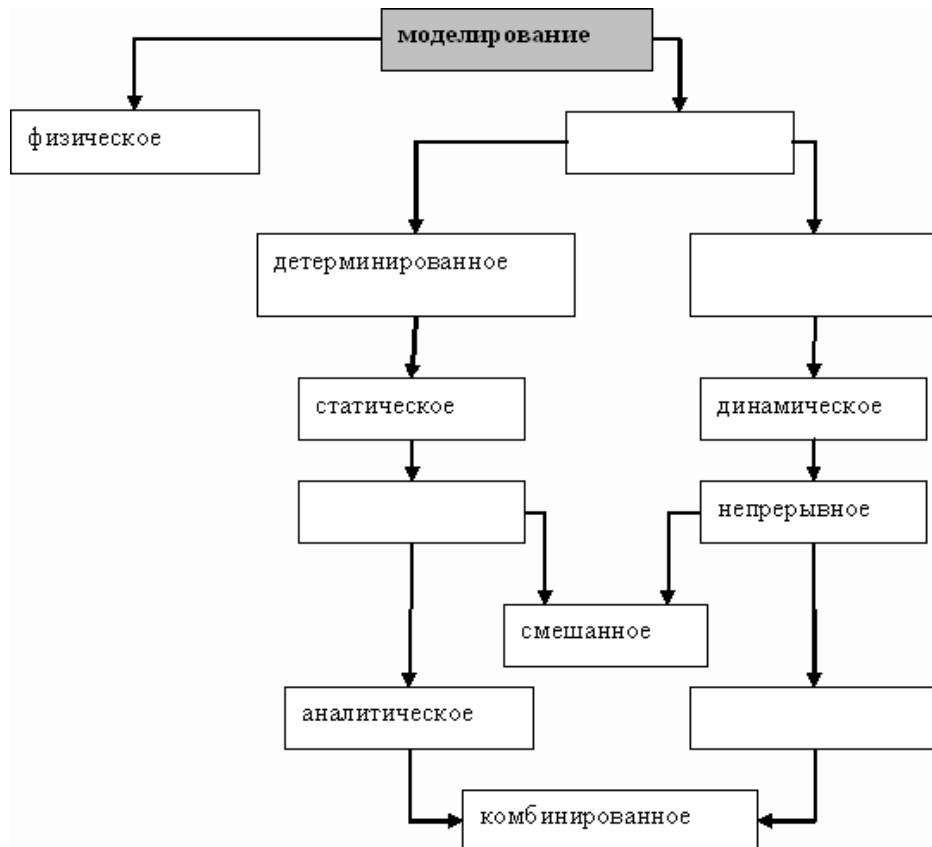 моделирование
физическое
детерминированное
статическое
динамическое
непрерывное
смешанное
аналитическое
комбинированное